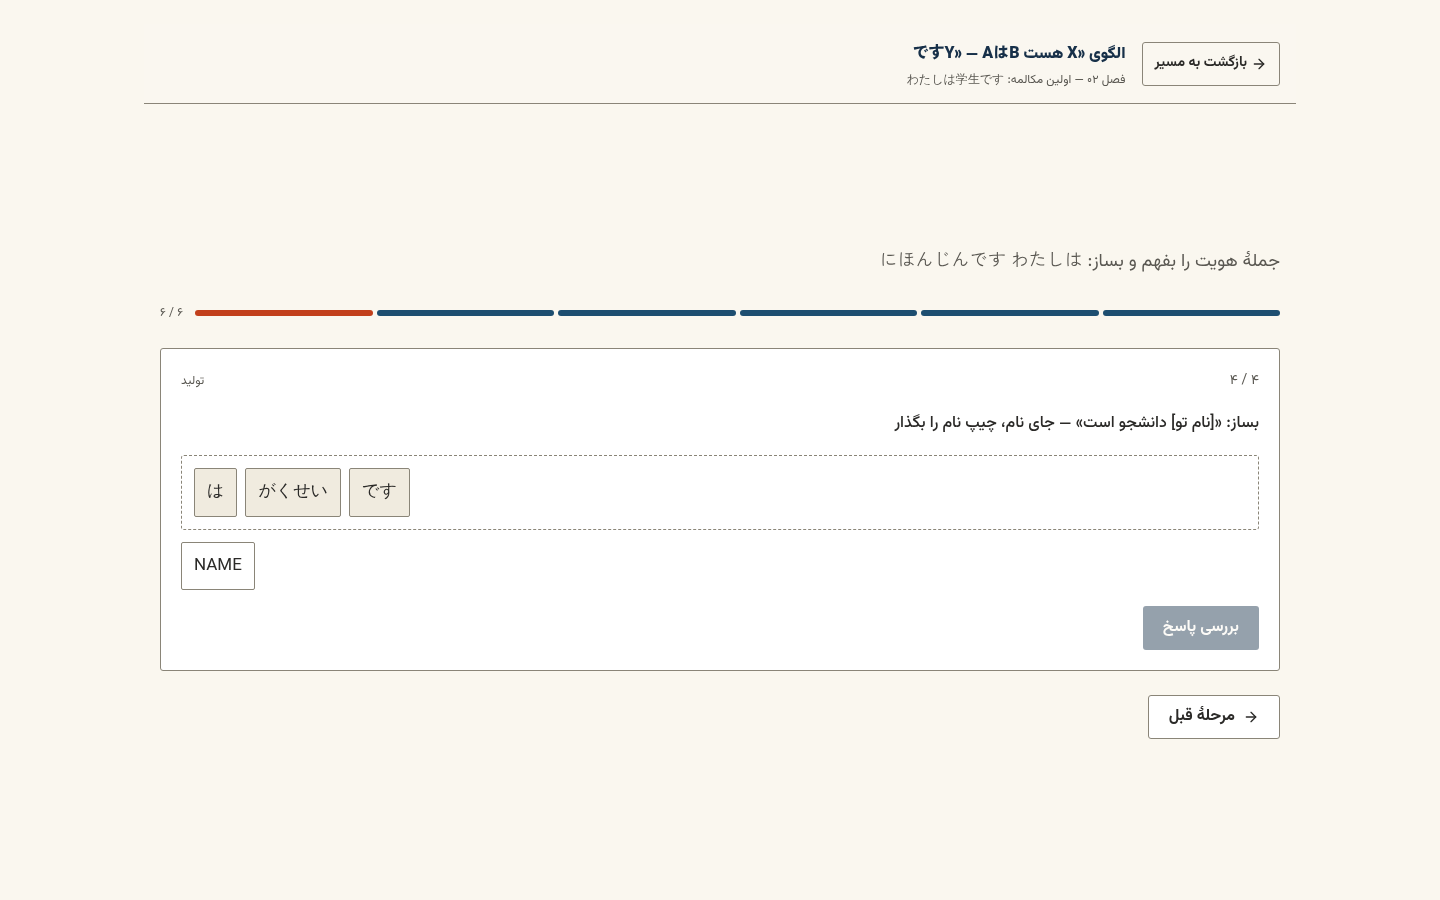 بازگشت به مسیر
الگوی «X هست AはB — «Yです
فصل ۰۲ — اولین مکالمه: わたしは学生です
جملهٔ هویت را بفهم و بساز: わたしは にほんじんです
۶ / ۶
۴ / ۴
تولید
بساز: «[نام تو] دانشجو است» — جای نام، چیپ نام را بگذار
は がくせい です
NAME
بررسی پاسخ
مرحلهٔ قبل